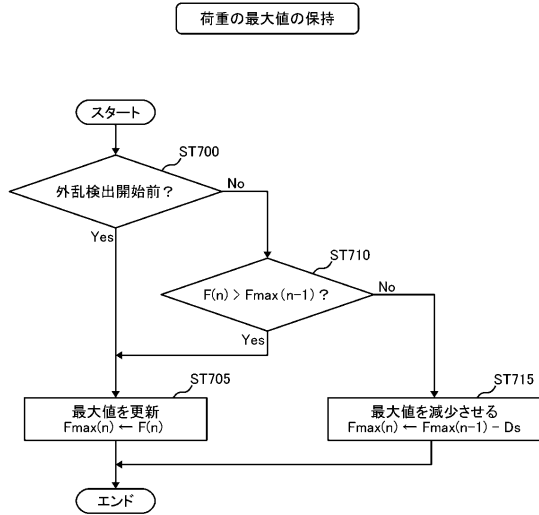 荷重の最大値の保持
スタート
ST700
外乱検出開始前？
No
Yes
ST710
F(n) > Fmax(n-1) ？
No
Yes
ST705
最大値を更新
Fmax(n) ← F(n)
ST715
最大値を減少させる
Fmax(n) ← Fmax(n-1) − Ds
エンド